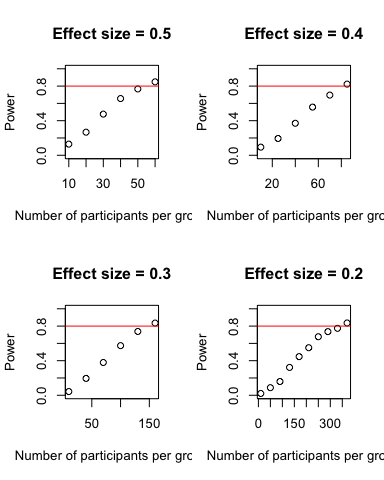 Effect size = 0.5
Power
0.0 0.4 0.8
10 30 50
Number of participants per gro
Effect size = 0.4
Power
0.0 0.4 0.8
20 60
Number of participants per gro
Effect size = 0.3
Power
0.0 0.4 0.8
50 150
Number of participants per gro
Effect size = 0.2
Power
0.0 0.4 0.8
0 150 300
Number of participants per gro